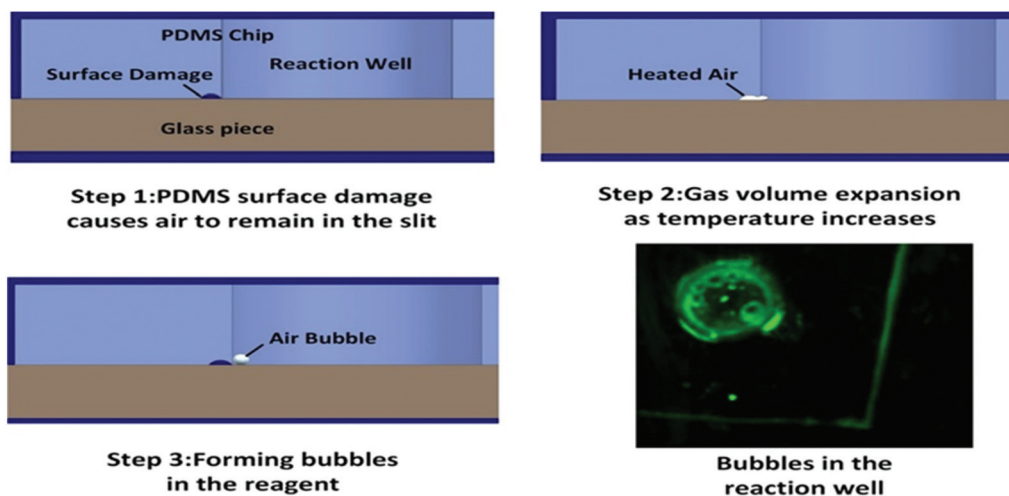 PDMS Chip
Surface Damage
Reaction Well
Glass piece
Step 1:PDMS surface damage
causes air to remain in the slit
Heated Air
Step 2:Gas volume expansion
as temperature increases
Air Bubble
Step 3:Forming bubbles
in the reagent
Bubbles in the
reaction well